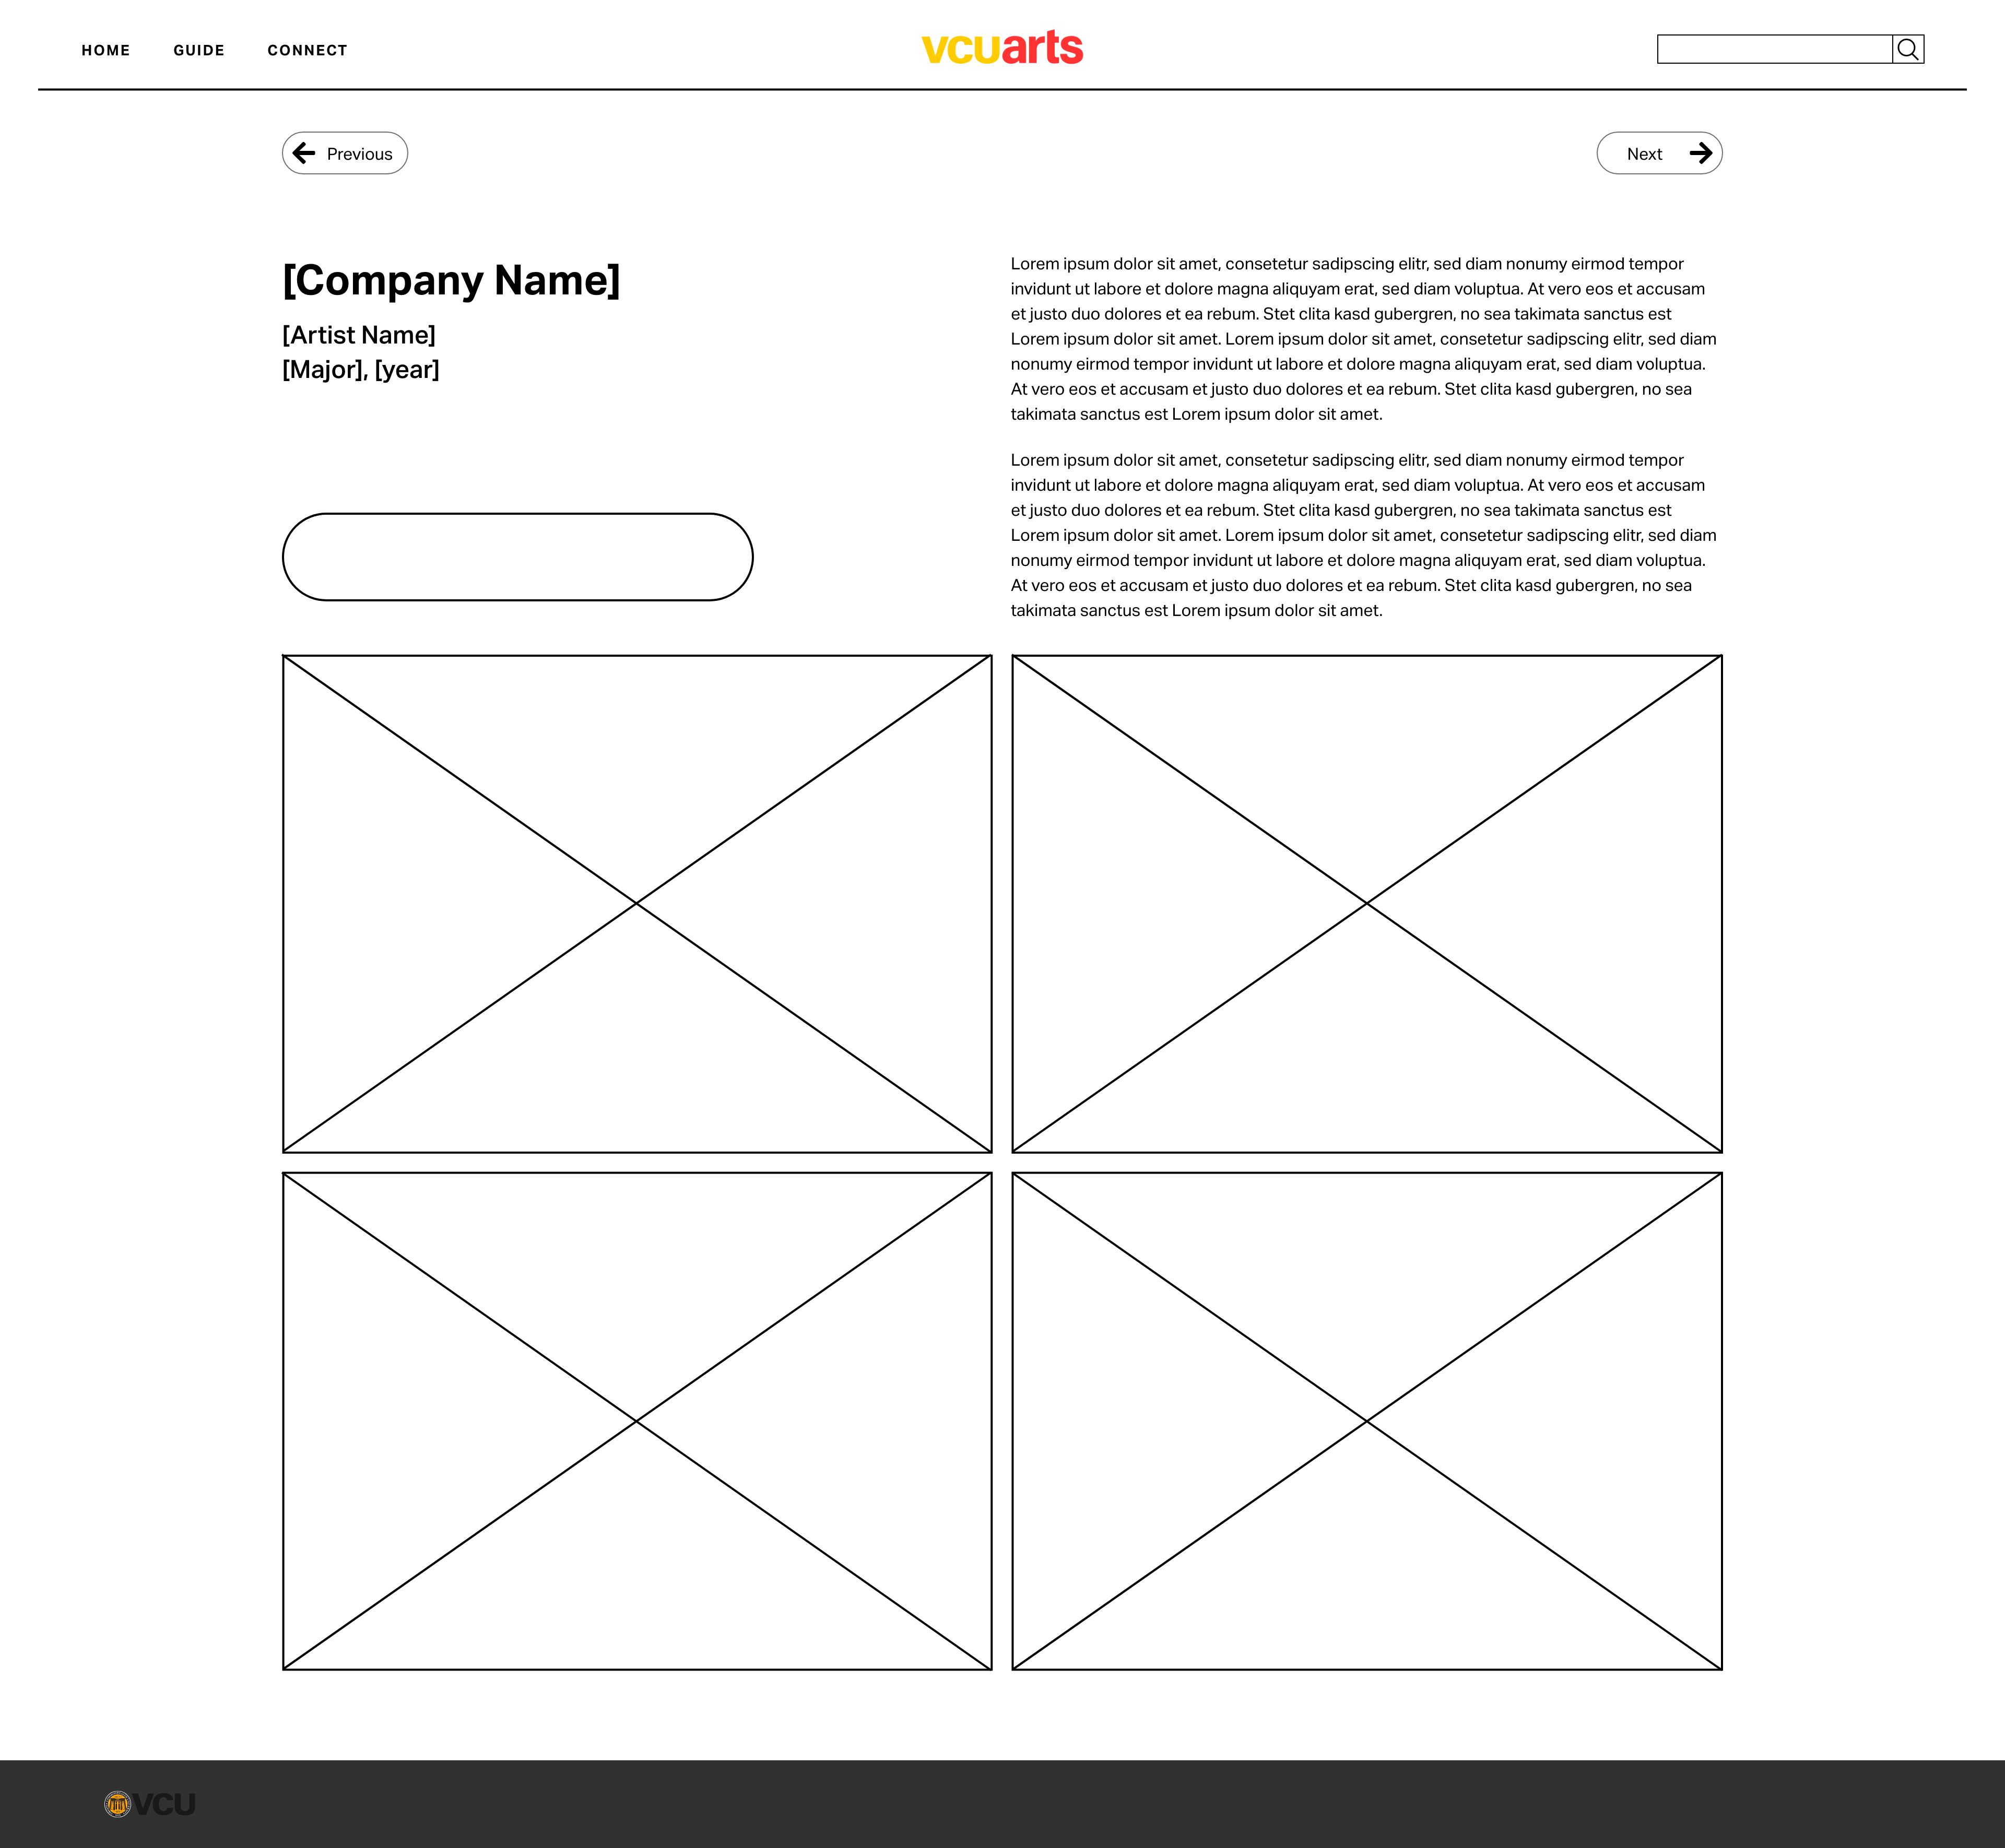 HOME GUIDE CONNECT vcuarts
Previous Next
[Company Name]
[Artist Name]
[Major], [year]
Lorem ipsum dolor sit amet, consetetur sadipscing elitr, sed diam nonumy eirmod tempor
invidunt ut labore et dolore magna aliquyam erat, sed diam voluptua. At vero eos et accusam
et justo duo dolores et ea rebum. Stet clita kasd gubergren, no sea takimata sanctus est
Lorem ipsum dolor sit amet. Lorem ipsum dolor sit amet, consetetur sadipscing elitr, sed diam
nonumy eirmod tempor invidunt ut labore et dolore magna aliquyam erat, sed diam voluptua.
At vero eos et accusam et justo duo dolores et ea rebum. Stet clita kasd gubergren, no sea
takimata sanctus est Lorem ipsum dolor sit amet.
Lorem ipsum dolor sit amet, consetetur sadipscing elitr, sed diam nonumy eirmod tempor
invidunt ut labore et dolore magna aliquyam erat, sed diam voluptua. At vero eos et accusam
et justo duo dolores et ea rebum. Stet clita kasd gubergren, no sea takimata sanctus est
Lorem ipsum dolor sit amet. Lorem ipsum dolor sit amet, consetetur sadipscing elitr, sed diam
nonumy eirmod tempor invidunt ut labore et dolore magna aliquyam erat, sed diam voluptua.
At vero eos et accusam et justo duo dolores et ea rebum. Stet clita kasd gubergren, no sea
takimata sanctus est Lorem ipsum dolor sit amet.
VCU